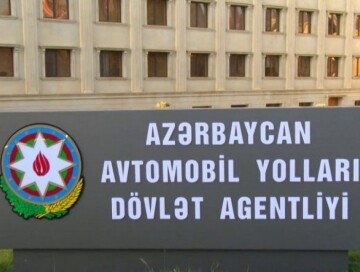 AZƏRBAYCAN
AVTOMOBİL YOLLARI
DÖVLƏT AGENTLİYİ